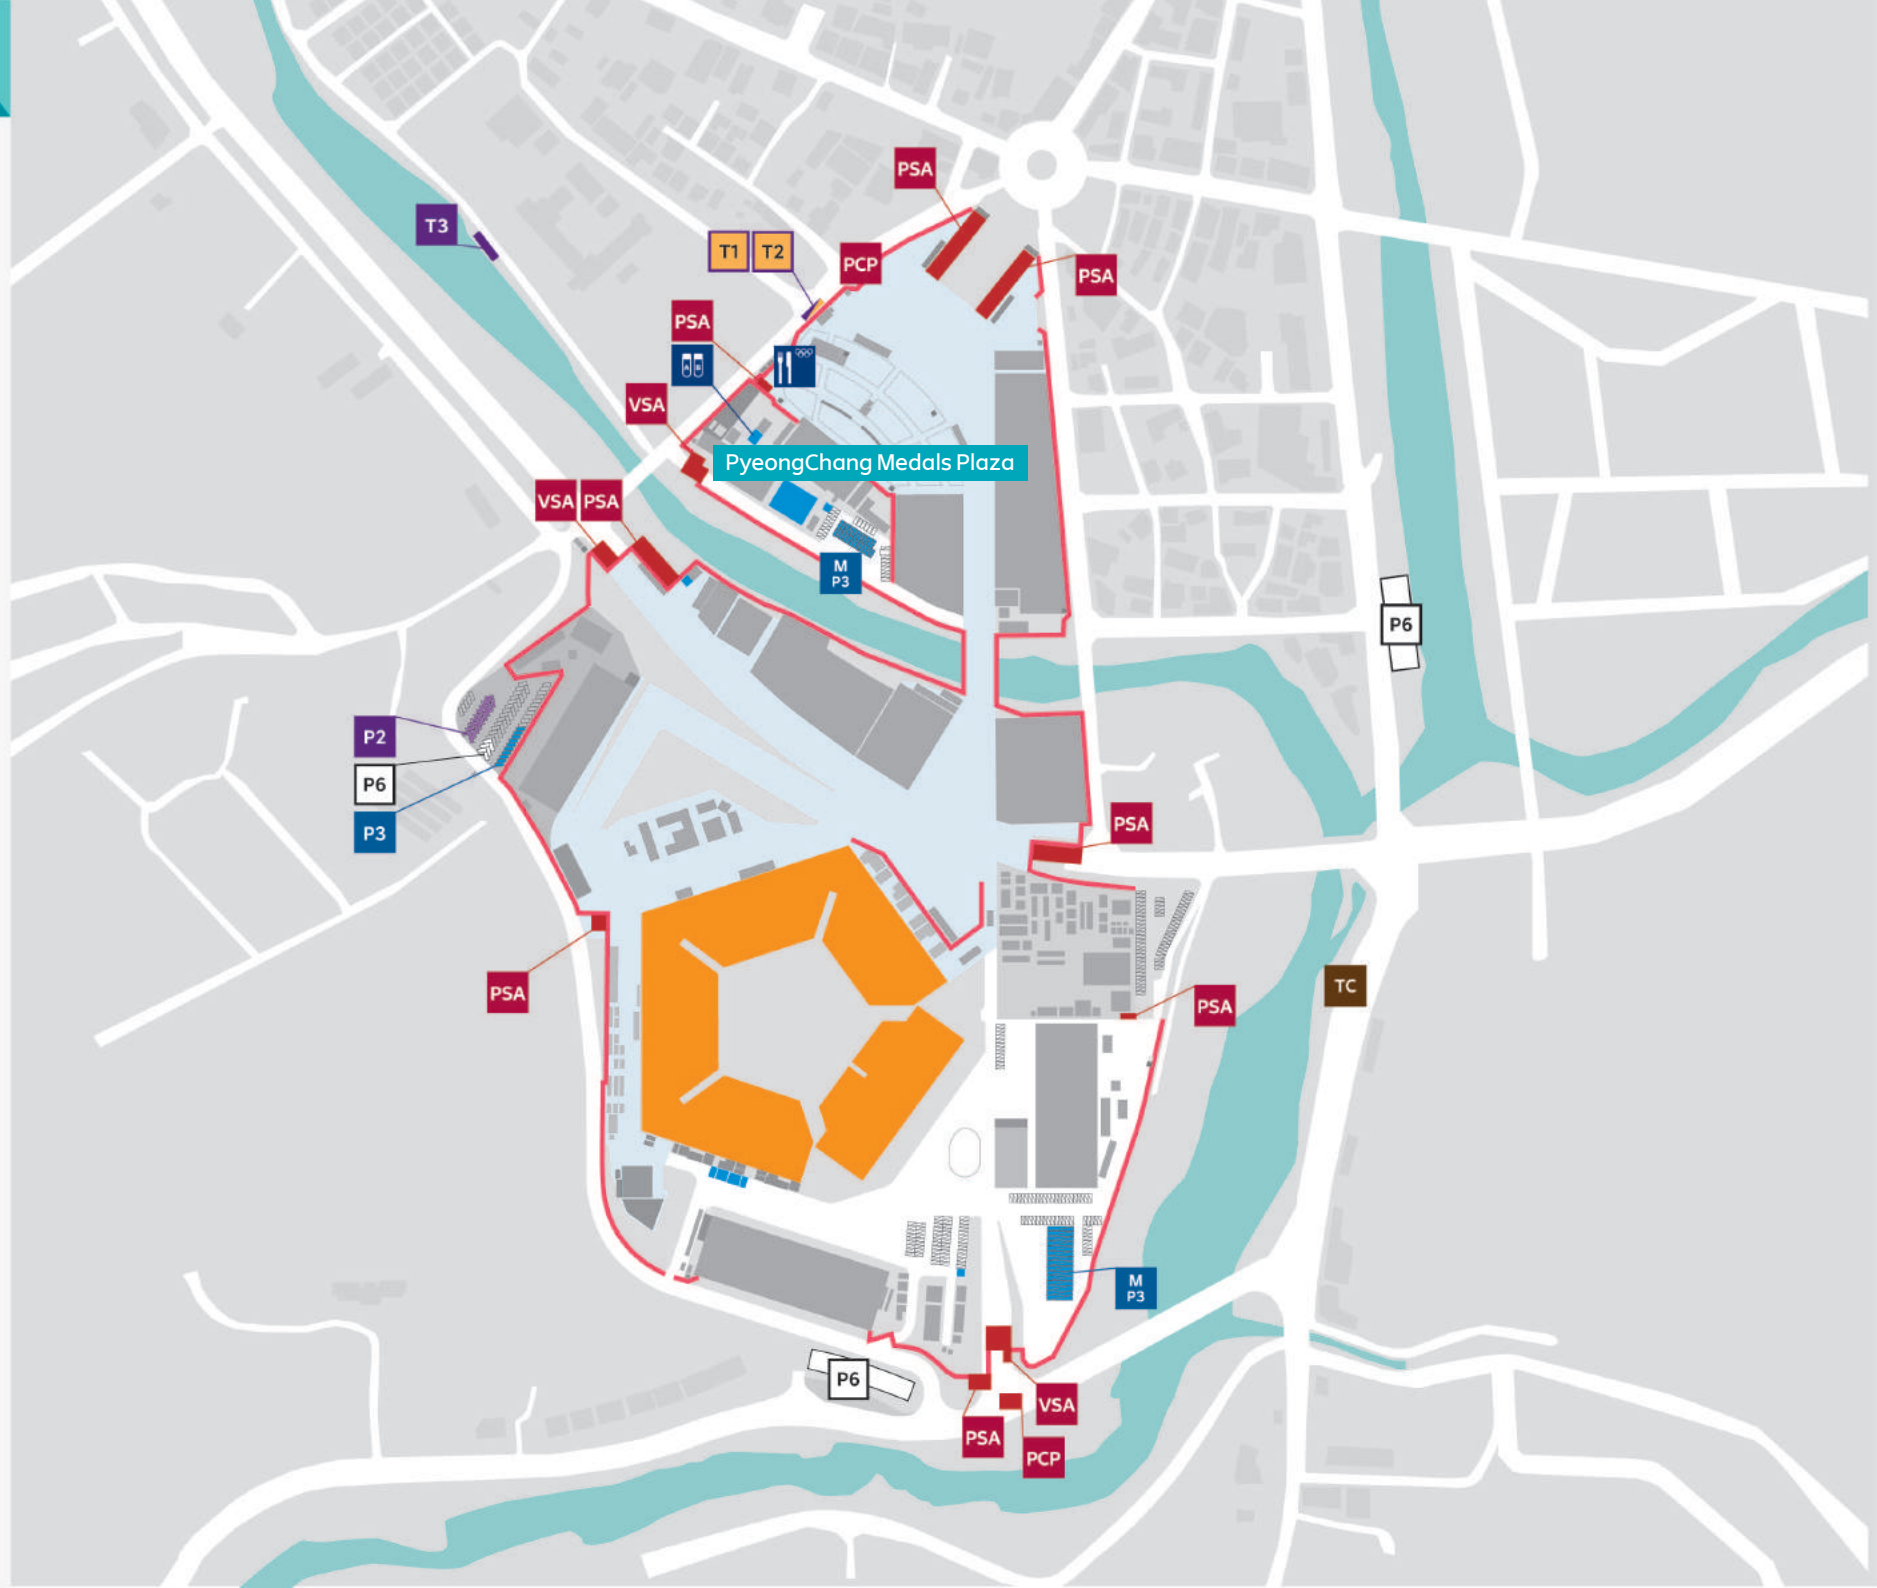 PSA
T3
T1
T2
PCP
PSA
PSA
A B
VSA
PyeongChang Medals Plaza
VSA
PSA
M
P3
P6
P2
P6
P3
PSA
PSA
TC
PSA
M
P3
P6
VSA
PSA
PCP